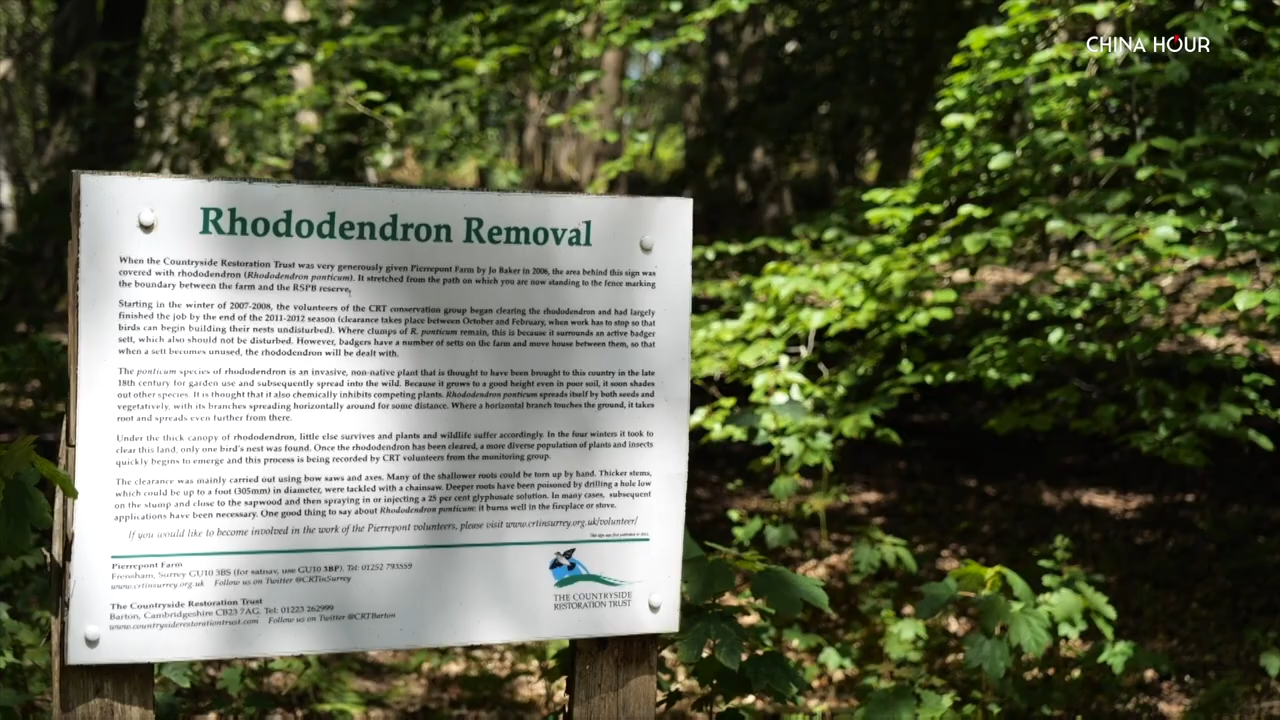 CHINA HOUR
Rhododendron Removal
When the Countryside Restoration Trust was very generously given Pierrepont Farm by Jo Baker in 2006, the area behind this sign was
covered with rhododendron (Rhododendron ponticum). It stretched from the path on which you are now standing to the fence marking
the boundary between the farm and the RSPB reserve.
Starting in the winter of 2007-2008, the volunteers of the CRT conservation group began clearing the rhododendron and had largely
finished the job by the end of the 2011-2012 season (clearance takes place between October and February, when work has to stop so that
birds can begin building their nests undisturbed). Where clumps of R. ponticum remain, this is because it surrounds an active badger
sett, which also should not be disturbed. However, badgers have a number of setts on the farm and move house between them, so that
when a sett becomes unused, the rhododendron will be dealt with.
The ponticum species of rhododendron is an invasive, non-native plant that is thought to have been brought to this country in the late
18th century for garden use and subsequently spread into the wild. Because it grows to a good height even in poor soil, it soon shades
out other species. It is thought that it also chemically inhibits competing plants. Rhododendron ponticum spreads itself by both seeds and
vegetatively, with its branches spreading horizontally around for some distance. Where a horizontal branch touches the ground, it takes
root and spreads even further from there.
Under the thick canopy of rhododendron, little else survives and plants and wildlife suffer accordingly. In the four winters it took to
clear this land, only one bird's nest was found. Once the rhododendron has been cleared, a more diverse population of plants and insects
quickly begins to emerge and this process is being recorded by CRT volunteers from the monitoring group.
The clearance was mainly carried out using bow saws and axes. Many of the shallower roots could be torn up by hand. Thicker stems,
which could be up to a foot (305mm) in diameter, were tackled with a chainsaw. Deeper roots have been poisoned by drilling a hole low
on the stump and close to the sapwood and then spraying in or injecting a 25 per cent glyphosate solution. In many cases, subsequent
applications have been necessary. One good thing to say about Rhododendron ponticum: it burns well in the fireplace or stove.
If you would like to become involved in the work of the Pierrepont volunteers, please visit www.crtinsurrey.org.uk/volunteer/
Pierrepont Farm
Frensham, Surrey GU10 3BS (for satnav, use GU10 3BP). Tel: 01252 793559
www.crtinsurrey.org.uk Follow us on Twitter @CRTinSurrey
The Countryside Restoration Trust
Barton, Cambridgeshire CB23 7AG. Tel: 01223 262999
www.countrysiderestorationtrust.com Follow us on Twitter @CRTBarton
THE COUNTRYSIDE
RESTORATION TRUST